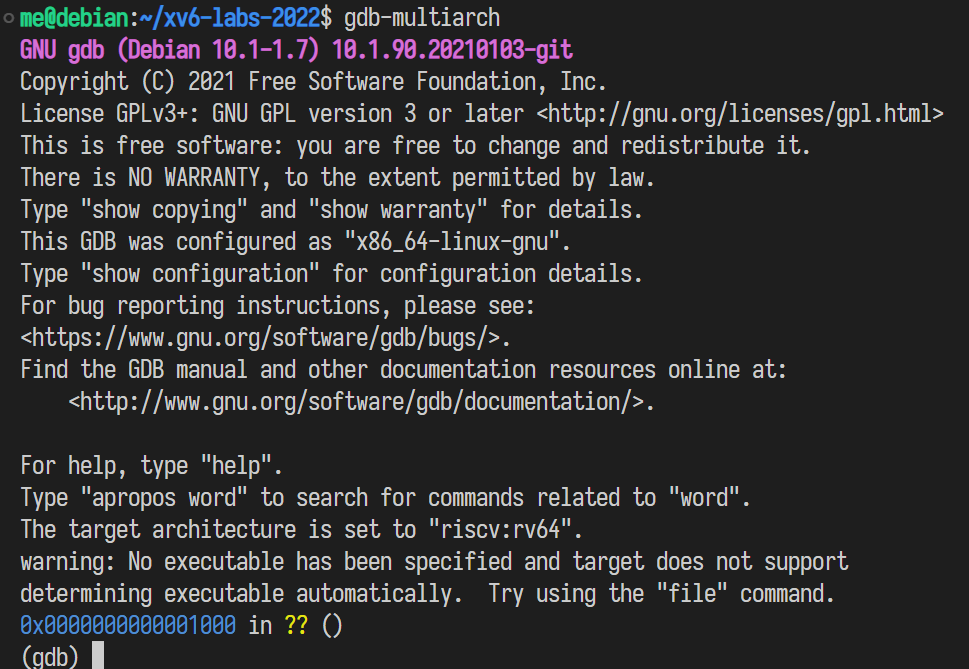 me@debian:~/xv6-labs-2022$ gdb-multiarch
GNU gdb (Debian 10.1-1.7) 10.1.90.20210103-git
Copyright (C) 2021 Free Software Foundation, Inc.
License GPLv3+: GNU GPL version 3 or later <http://gnu.org/licenses/gpl.html>
This is free software: you are free to change and redistribute it.
There is NO WARRANTY, to the extent permitted by law.
Type "show copying" and "show warranty" for details.
This GDB was configured as "x86_64-linux-gnu".
Type "show configuration" for configuration details.
For bug reporting instructions, please see:
<https://www.gnu.org/software/gdb/bugs/>.
Find the GDB manual and other documentation resources online at:
    <http://www.gnu.org/software/gdb/documentation/>.

For help, type "help".
Type "apropos word" to search for commands related to "word".
The target architecture is set to "riscv:rv64".
warning: No executable has been specified and target does not support
determining executable automatically.  Try using the "file" command.
0x0000000000001000 in ?? ()
(gdb)